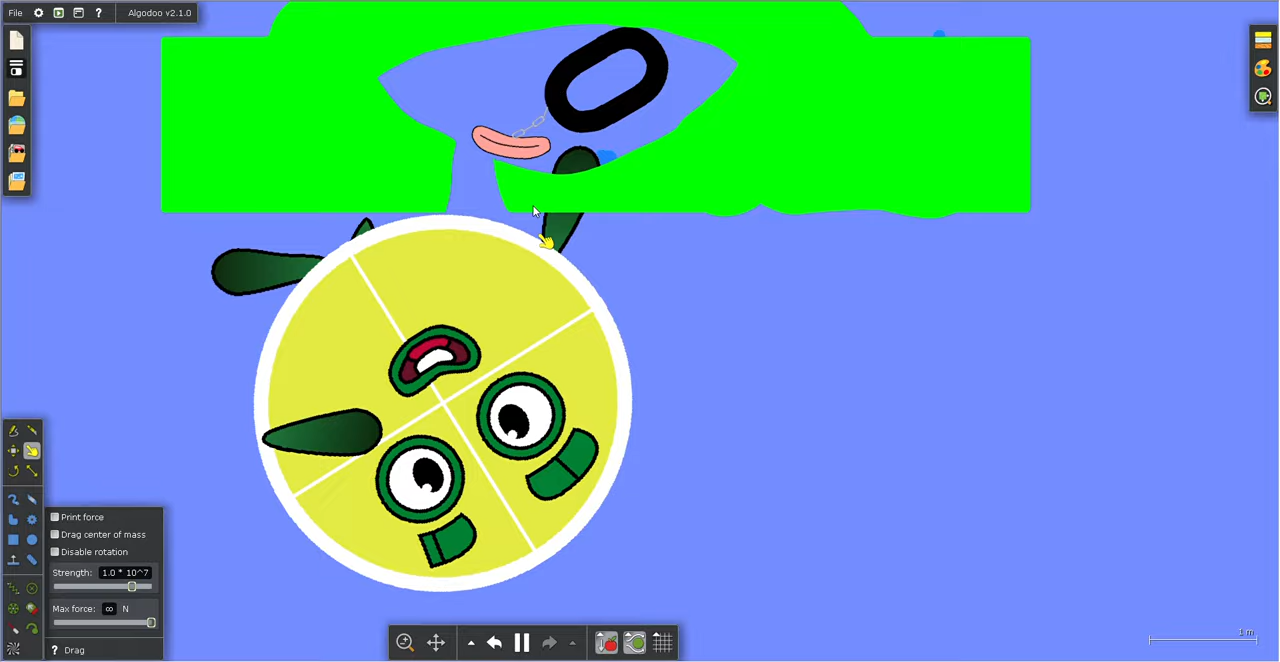 File ? Algodoo v2.1.0
Print force
Drag center of mass
Disable rotation
Strength: 1.0 * 10^7
Max force: ∞ N
? Drag
1 m